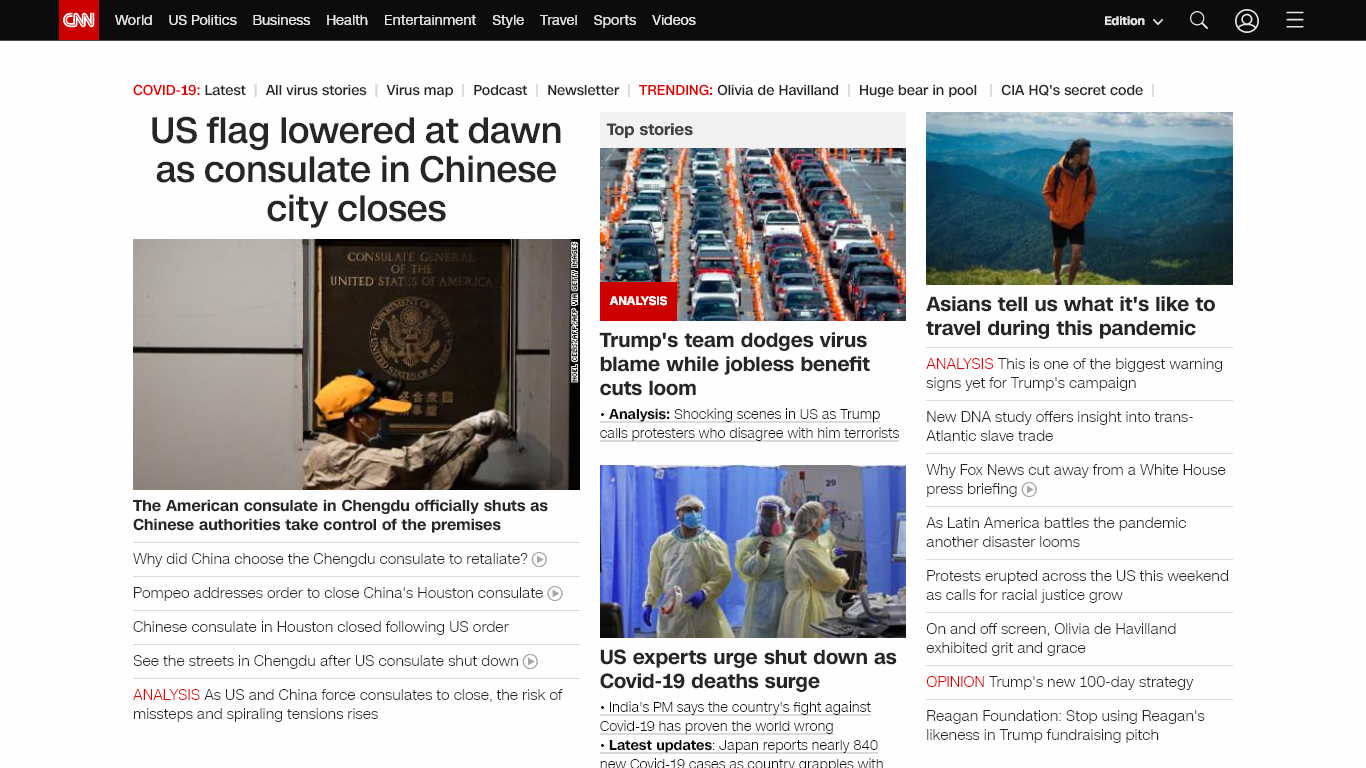 CNN World US Politics Business Health Entertainment Style Travel Sports Videos Edition
COVID-19: Latest All virus stories Virus map Podcast Newsletter TRENDING: Olivia de Havilland Huge bear in pool CIA HQ's secret code
US flag lowered at dawn
as consulate in Chinese
city closes
CONSULATE GENERAL
OF THE
UNITED STATES OF AMERICA
The American consulate in Chengdu officially shuts as
Chinese authorities take control of the premises
Why did China choose the Chengdu consulate to retaliate?
Pompeo addresses order to close China's Houston consulate
Chinese consulate in Houston closed following US order
See the streets in Chengdu after US consulate shut down
ANALYSIS As US and China force consulates to close, the risk of
missteps and spiraling tensions rises
Top stories
ANALYSIS
Trump's team dodges virus
blame while jobless benefit
cuts loom
• Analysis: Shocking scenes in US as Trump
calls protesters who disagree with him terrorists
29
US experts urge shut down as
Covid-19 deaths surge
• India's PM says the country's fight against
Covid-19 has proven the world wrong
• Latest updates: Japan reports nearly 840
new Covid-19 cases as country grapples with
Asians tell us what it's like to
travel during this pandemic
ANALYSIS This is one of the biggest warning
signs yet for Trump's campaign
New DNA study offers insight into trans-
Atlantic slave trade
Why Fox News cut away from a White House
press briefing
As Latin America battles the pandemic
another disaster looms
Protests erupted across the US this weekend
as calls for racial justice grow
On and off screen, Olivia de Havilland
exhibited grit and grace
OPINION Trump's new 100-day strategy
Reagan Foundation: Stop using Reagan's
likeness in Trump fundraising pitch